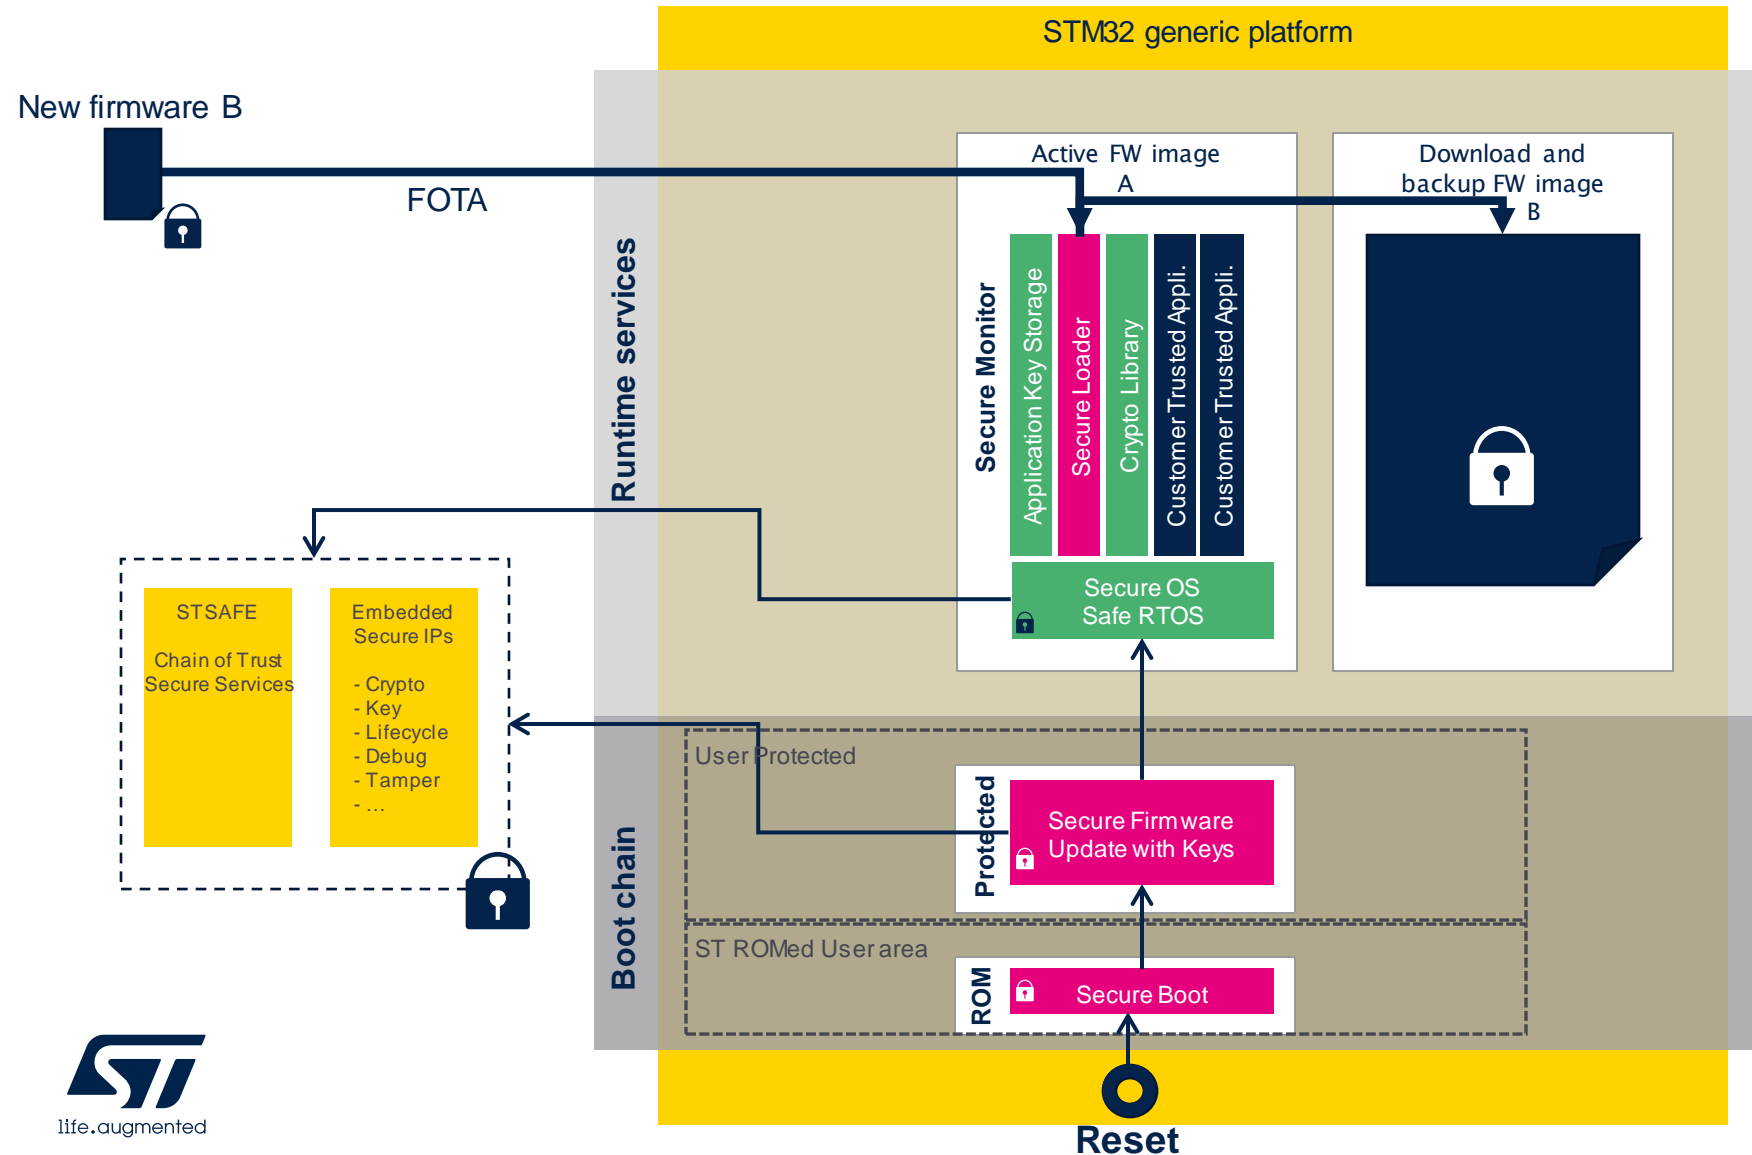 STM32 generic platform
New firmware B
FOTA
Active FW image
A
Download and
backup FW image
B
Runtime services
Secure Monitor
Application Key Storage
Secure Loader
Crypto Library
Customer Trusted Appli.
Customer Trusted Appli.
Secure OS
Safe RTOS
STSAFE
Chain of Trust
Secure Services
Embedded
Secure IPs
- Crypto
- Key
- Lifecycle
- Debug
- Tamper
- ...
Boot chain
User Protected
Protected
Secure Firmware
Update with Keys
ST ROMed User area
ROM
Secure Boot
Reset
ST
life.augmented